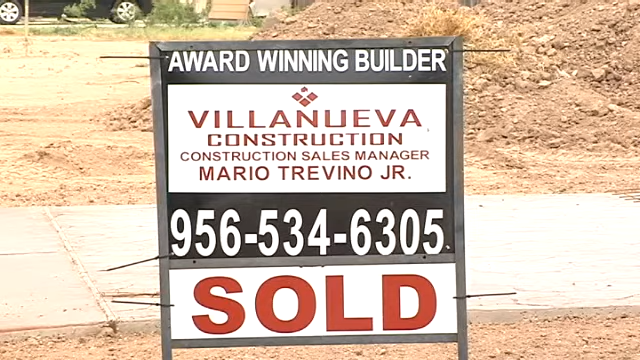 AWARD WINNING BUILDER
VILLANUEVA
CONSTRUCTION
CONSTRUCTION SALES MANAGER
MARIO TREVINO JR.
956-534-6305
SOLD